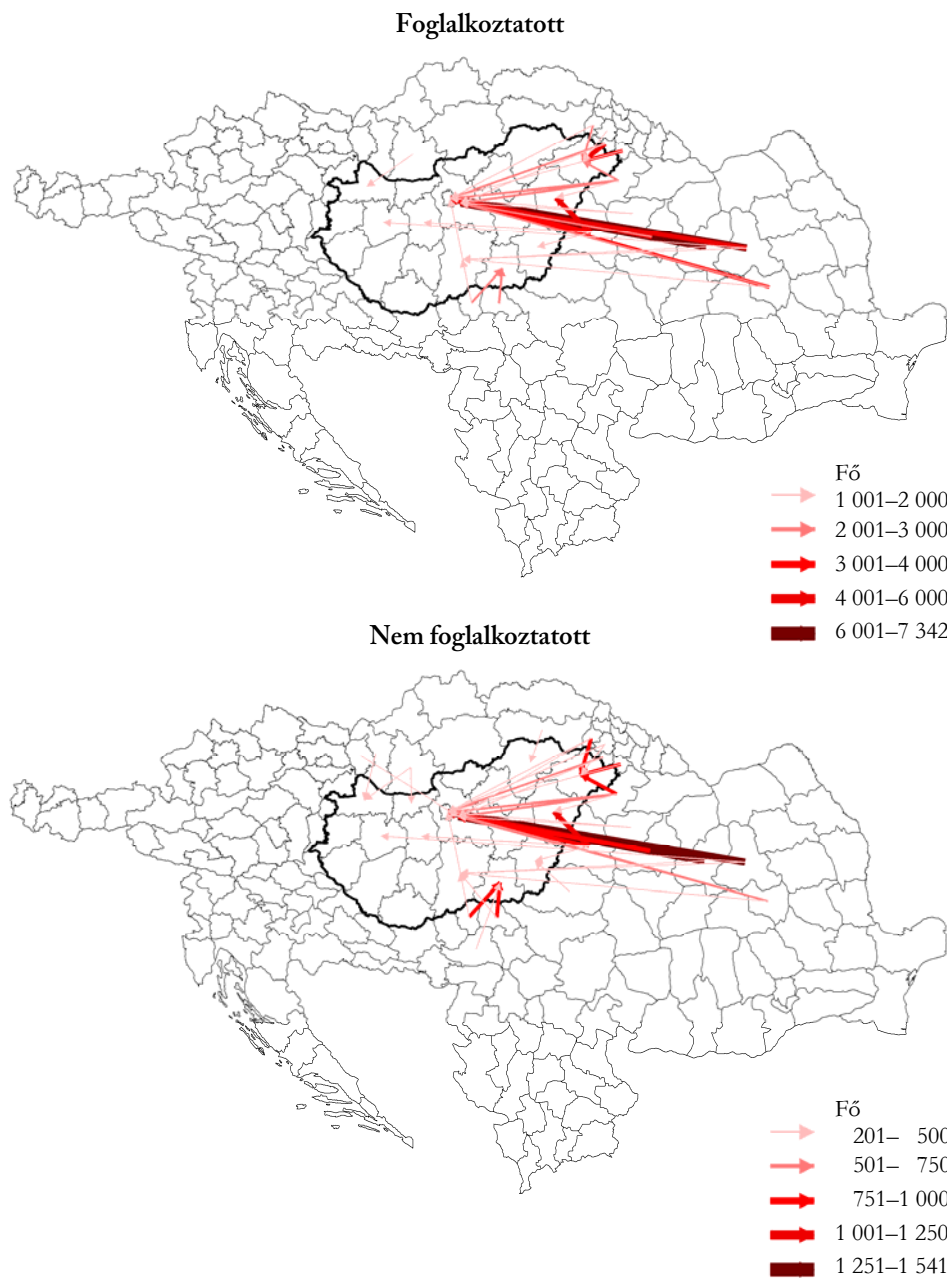 Foglalkoztatott
Fő
1 001–2 000
2 001–3 000
3 001–4 000
4 001–6 000
6 001–7 342
Nem foglalkoztatott
Fő
201– 500
501– 750
751–1 000
1 001–1 250
1 251–1 541